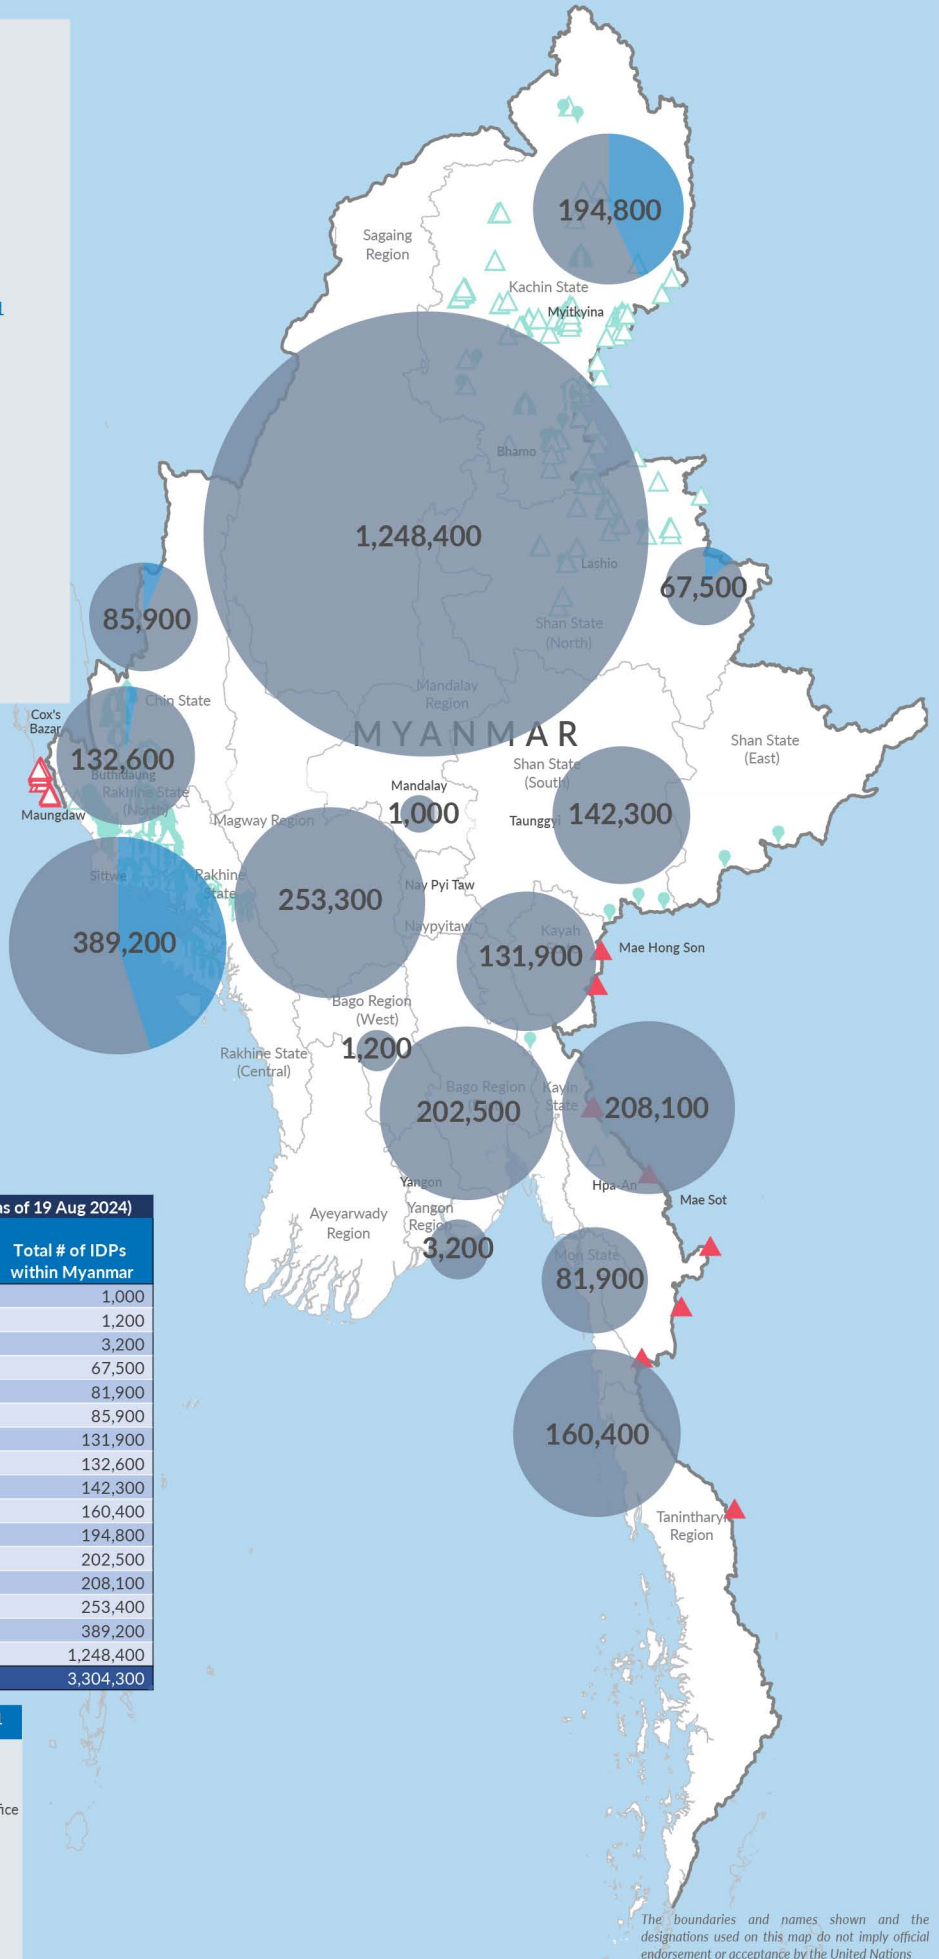 1
194,800
Sagaing
Region
Kachin State
Myitkyina
Bhamo
1,248,400
Lashio
67,500
85,900
Shan State
(North)
Mandalay
Region
Chin State
Cox's
Bazar
MYANMAR
Shan State
(East)
132,600
Buthidaung
Rakhine State
(North)
Maungdaw
Shan State
(South)
Mandalay
1,000
Magway Region
Taunggyi
142,300
Sittwe
Rakhine
State
253,300
Nay Pyi Taw
Naypyitaw
389,200
Kayah
131,900
Mae Hong Son
Bago Region
(West)
1,200
Rakhine State
(Central)
Bago Region
202,500
Kayin
State
208,100
Yangon
Hpa-An
Mae Sot
Ayeyarwady
Region
Yangon
Region
3,200
Mon State
81,900
160,400
Tanintharyi
Region
as of 19 Aug 2024)
Total # of IDPs
within Myanmar
1,000
1,200
3,200
67,500
81,900
85,900
131,900
132,600
142,300
160,400
194,800
202,500
208,100
253,400
389,200
1,248,400
3,304,300
The boundaries and names shown and the
designations used on this map do not imply official
endorsement or acceptance by the United Nations